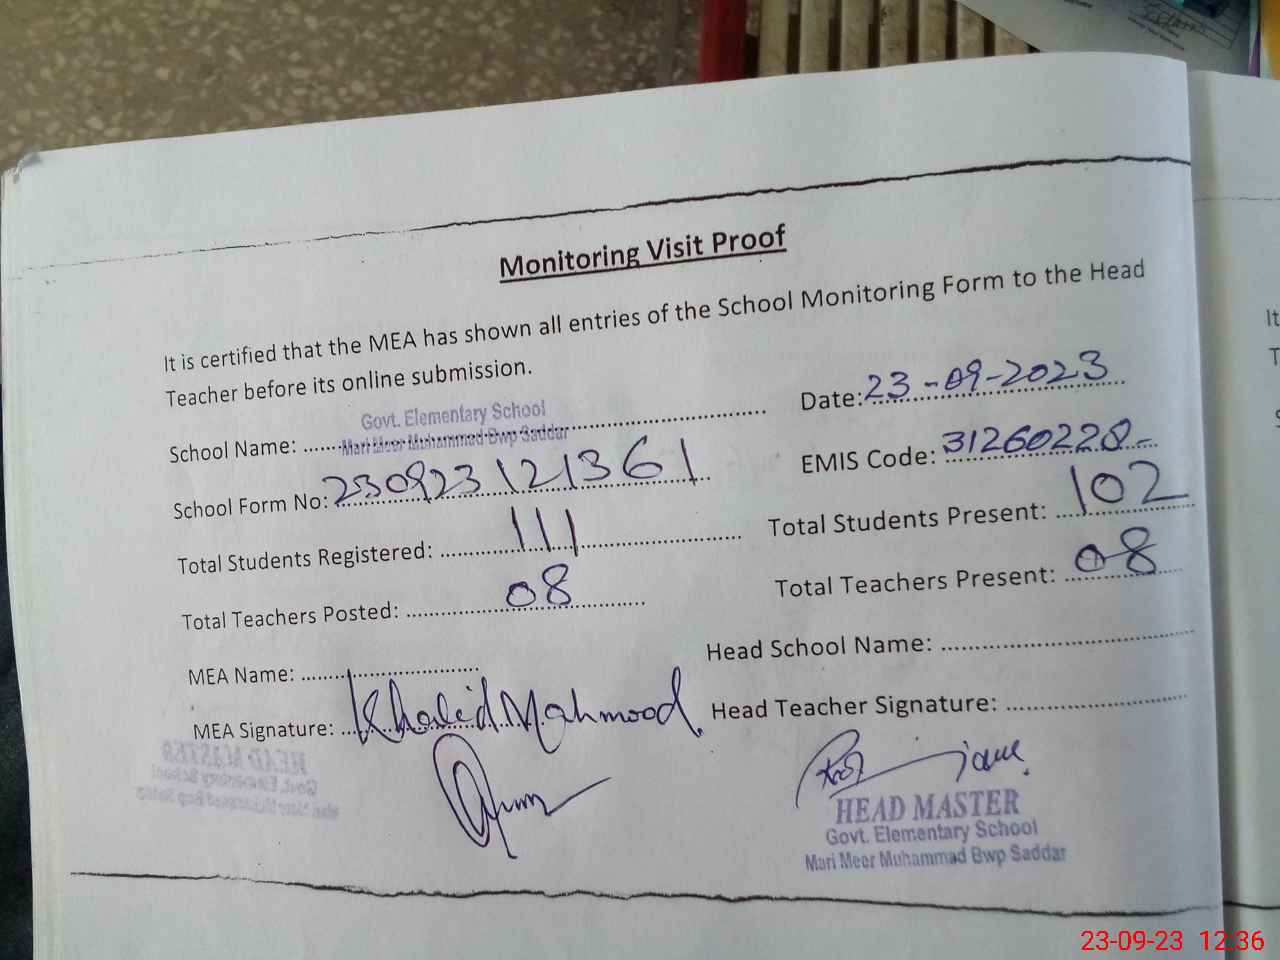 Monitoring Visit Proof
It is certified that the MEA has shown all entries of the School Monitoring Form to the Head
Teacher before its online submission.
School Name: Govt. Elementary School
Mari Meer Muhammad Bwp Saddar
Date: 23-09-2023
School Form No: 230923121361
EMIS Code: 31260228
Total Students Registered: 111
Total Students Present: 102
Total Teachers Posted: 08
Total Teachers Present: 08
MEA Name:
Head School Name:
MEA Signature: Khalid Mahmood
Head Teacher Signature:
HEAD MASTER
Govt. Elementary School
Mari Meer Muhammad Bwp Saddar
It
T
23-09-23 12:36